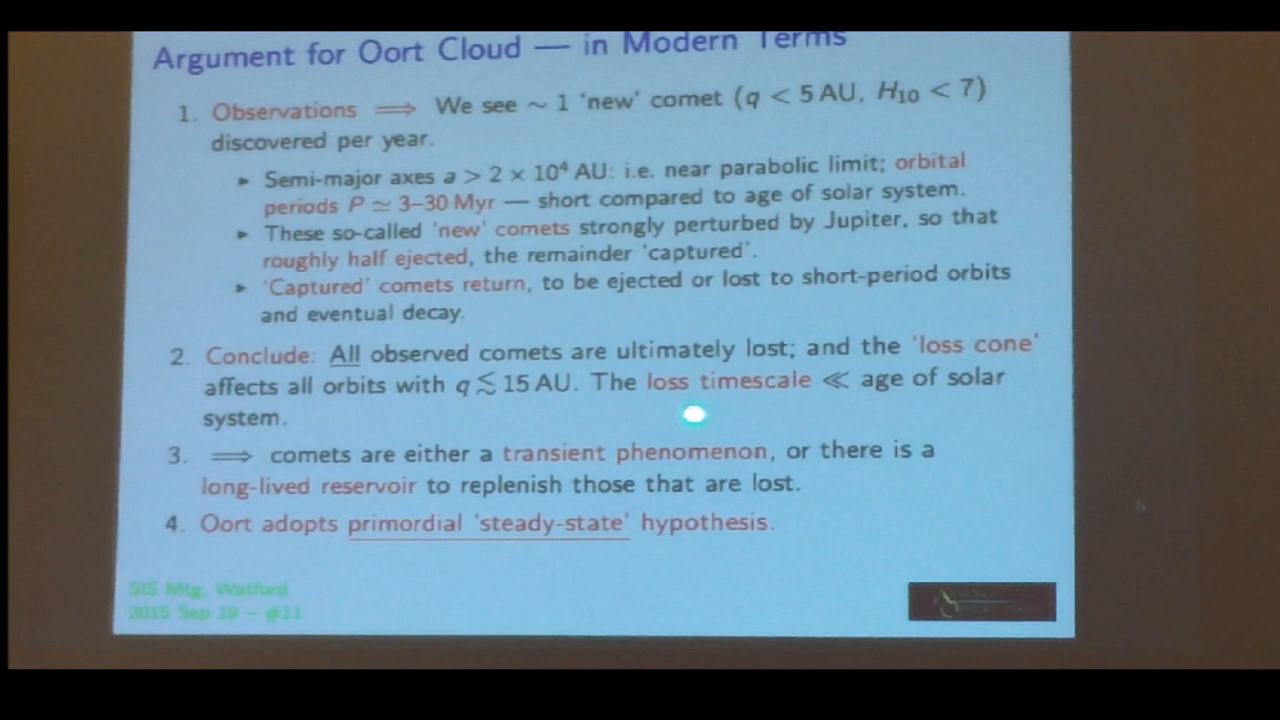 Argument for Oort Cloud — in Modern Terms
1. Observations ⟹ We see ~ 1 'new' comet (q < 5 AU, H₁₀ < 7)
discovered per year.
▸ Semi-major axes a > 2 × 10⁴ AU: i.e. near parabolic limit; orbital
periods P ≃ 3–30 Myr — short compared to age of solar system.
▸ These so-called 'new' comets strongly perturbed by Jupiter, so that
roughly half ejected, the remainder 'captured'.
▸ 'Captured' comets return, to be ejected or lost to short-period orbits
and eventual decay.
2. Conclude: All observed comets are ultimately lost; and the 'loss cone'
affects all orbits with q ≲ 15 AU. The loss timescale ≪ age of solar
system.
3. ⟹ comets are either a transient phenomenon, or there is a
long-lived reservoir to replenish those that are lost.
4. Oort adopts primordial 'steady-state' hypothesis.
SIS Mtg, Watford
2015 Sep 19 – #11